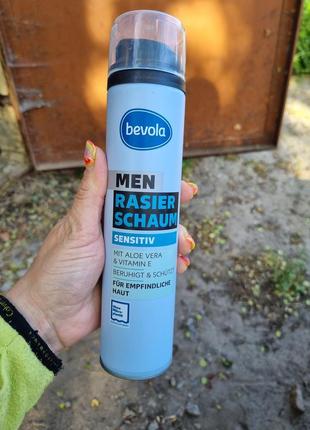 bevola
MEN
RASIER
SCHAUM
SENSITIV
MIT ALOE VERA
& VITAMIN E
BERUHIGT & SCHÜTZT
FÜR EMPFINDLICHE
HAUT